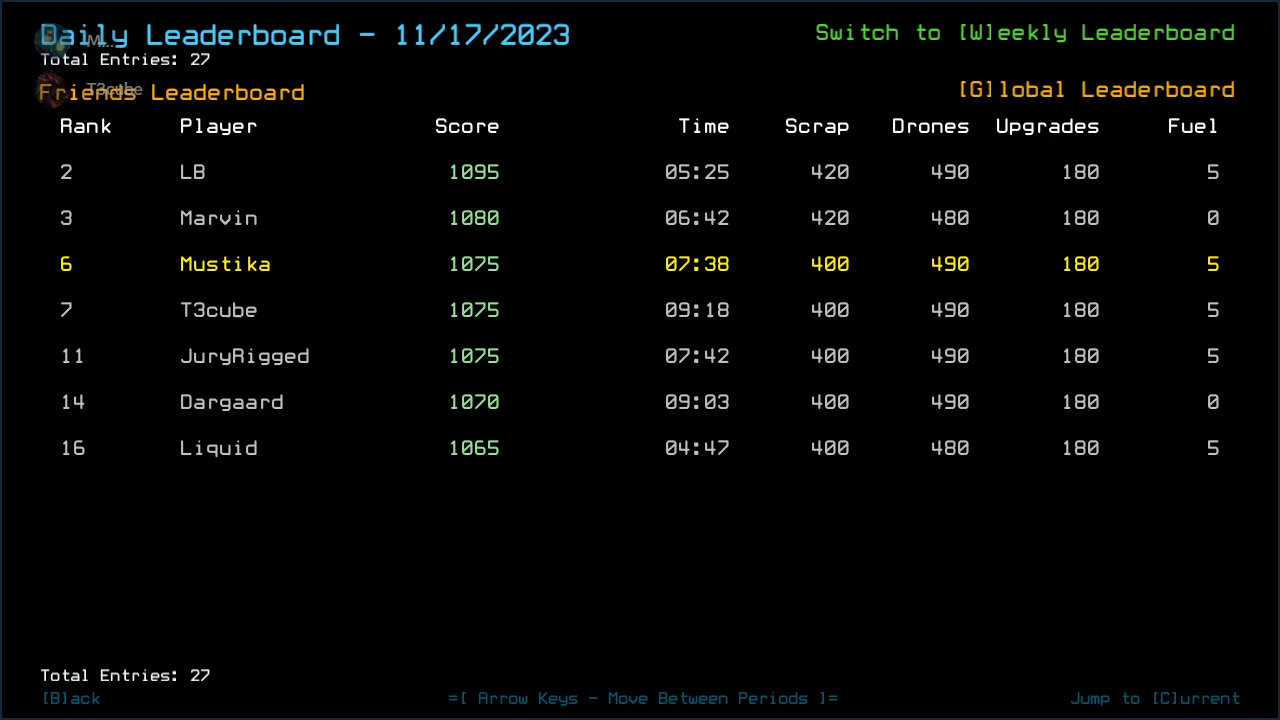 Daily Leaderboard - 11/17/2023 Switch to [W]eekly Leaderboard
M...
Total Entries: 27
T3cube
Friends Leaderboard [G]lobal Leaderboard
Rank Player Score Time Scrap Drones Upgrades Fuel
2 LB 1095 05:25 420 490 180 5
3 Marvin 1080 06:42 420 480 180 0
6 Mustika 1075 07:38 400 490 180 5
7 T3cube 1075 09:18 400 490 180 5
11 JuryRigged 1075 07:42 400 490 180 5
14 Dargaard 1070 09:03 400 490 180 0
16 Liquid 1065 04:47 400 480 180 5
Total Entries: 27
[B]ack =[ Arrow Keys - Move Between Periods ]= Jump to [C]urrent